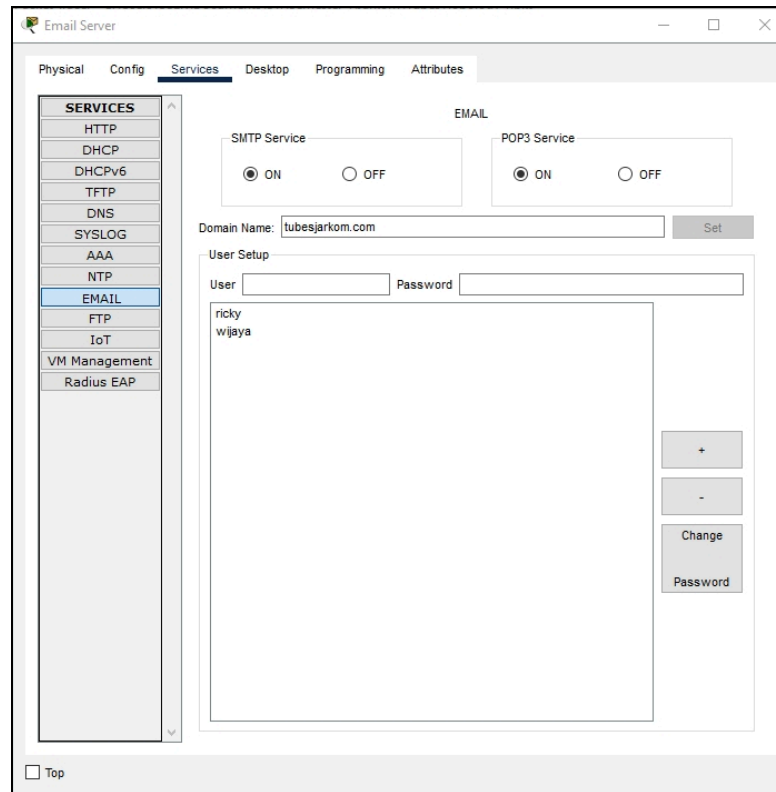 Email Server
Physical Config Services Desktop Programming Attributes
SERVICES
HTTP
DHCP
DHCPv6
TFTP
DNS
SYSLOG
AAA
NTP
EMAIL
FTP
IoT
VM Management
Radius EAP
EMAIL
SMTP Service
ON OFF
POP3 Service
ON OFF
Domain Name: tubesjarkom.com Set
User Setup
User Password
ricky
wijaya
+
-
Change
Password
Top